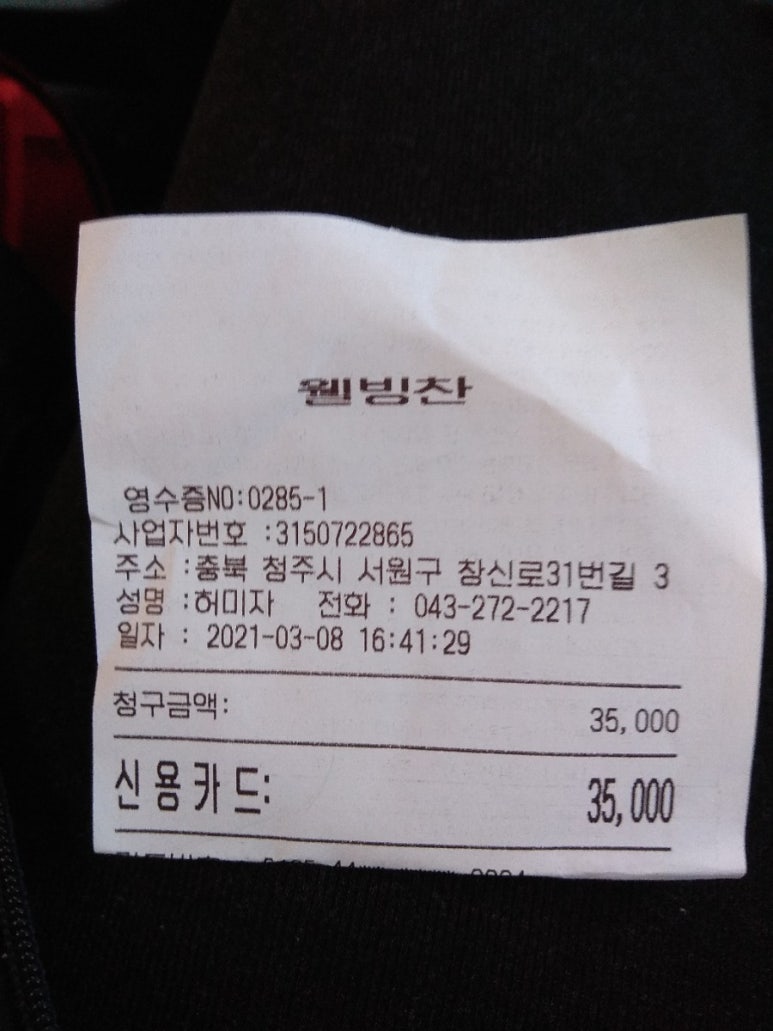 웰빙찬
영수증NO:0285-1
사업자번호 :3150722865
주소 :충북 청주시 서원구 창신로31번길 3
성명 :허미자 전화 : 043-272-2217
일자 : 2021-03-08 16:41:29
청구금액: 35,000
신용카드: 35,000